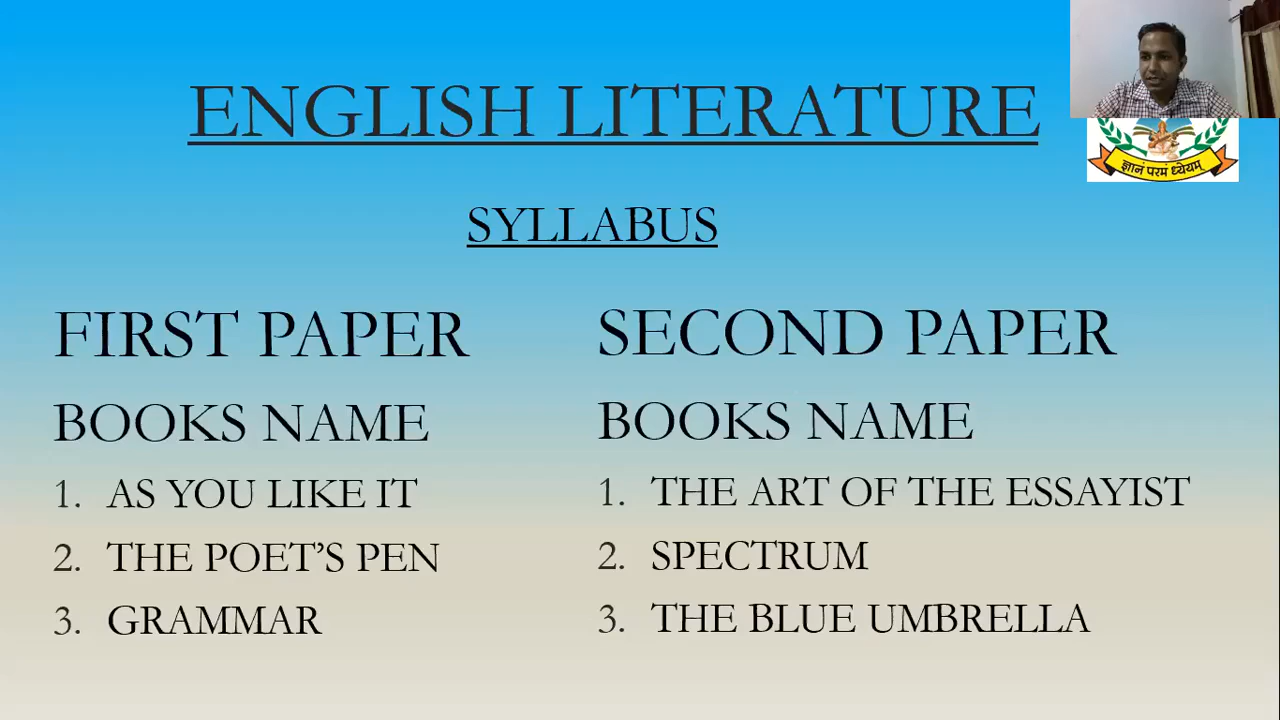 ENGLISH LITERATURE
ज्ञानं परमं ध्येयम्
SYLLABUS
FIRST PAPER
BOOKS NAME
1. AS YOU LIKE IT
2. THE POET’S PEN
3. GRAMMAR
SECOND PAPER
BOOKS NAME
1. THE ART OF THE ESSAYIST
2. SPECTRUM
3. THE BLUE UMBRELLA